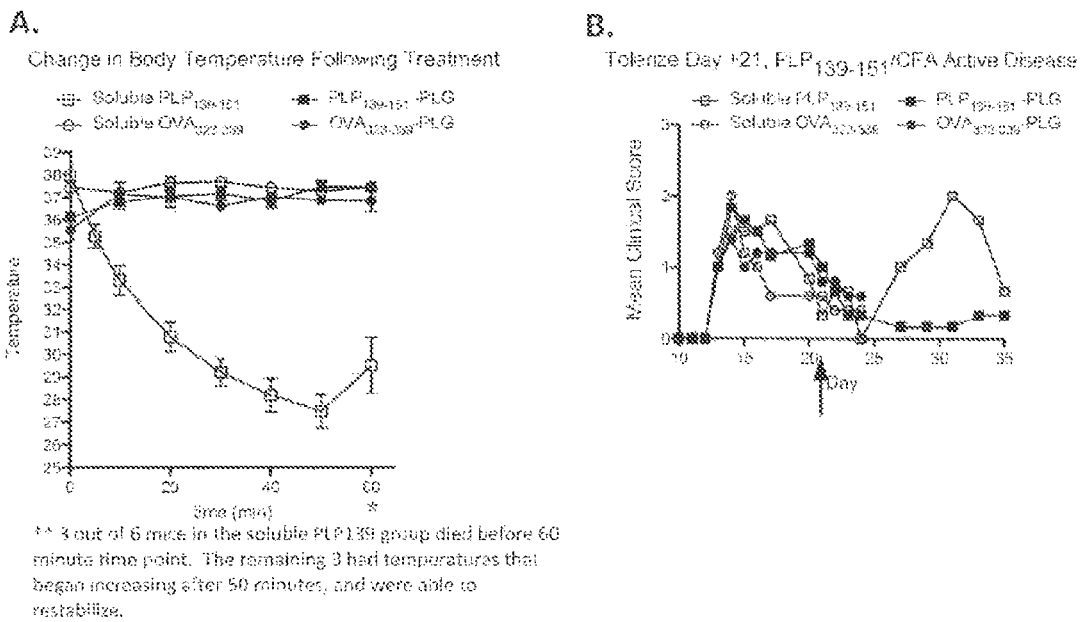 A.
Change in Body Temperature Following Treatment
Soluble PLP139-151
PLP139-151-PLG
Soluble OVA323-339
OVA323-339-PLG
39
38
37
36
35
34
33
32
31
30
29
28
27
26
25
Temperature
0 20 40 60
*
Time (min)
** 3 out of 6 mice in the soluble PLP139 group died before 60
minute time point. The remaining 3 had temperatures that
began increasing after 50 minutes, and were able to
restabilize.
B.
Tolerize Day +21, PLP139-151/CFA Active Disease
Soluble PLP139-151
PLP139-151-PLG
Soluble OVA323-339
OVA323-339-PLG
3
2
1
0
Mean Clinical Score
10 15 20 25 30 35
Day